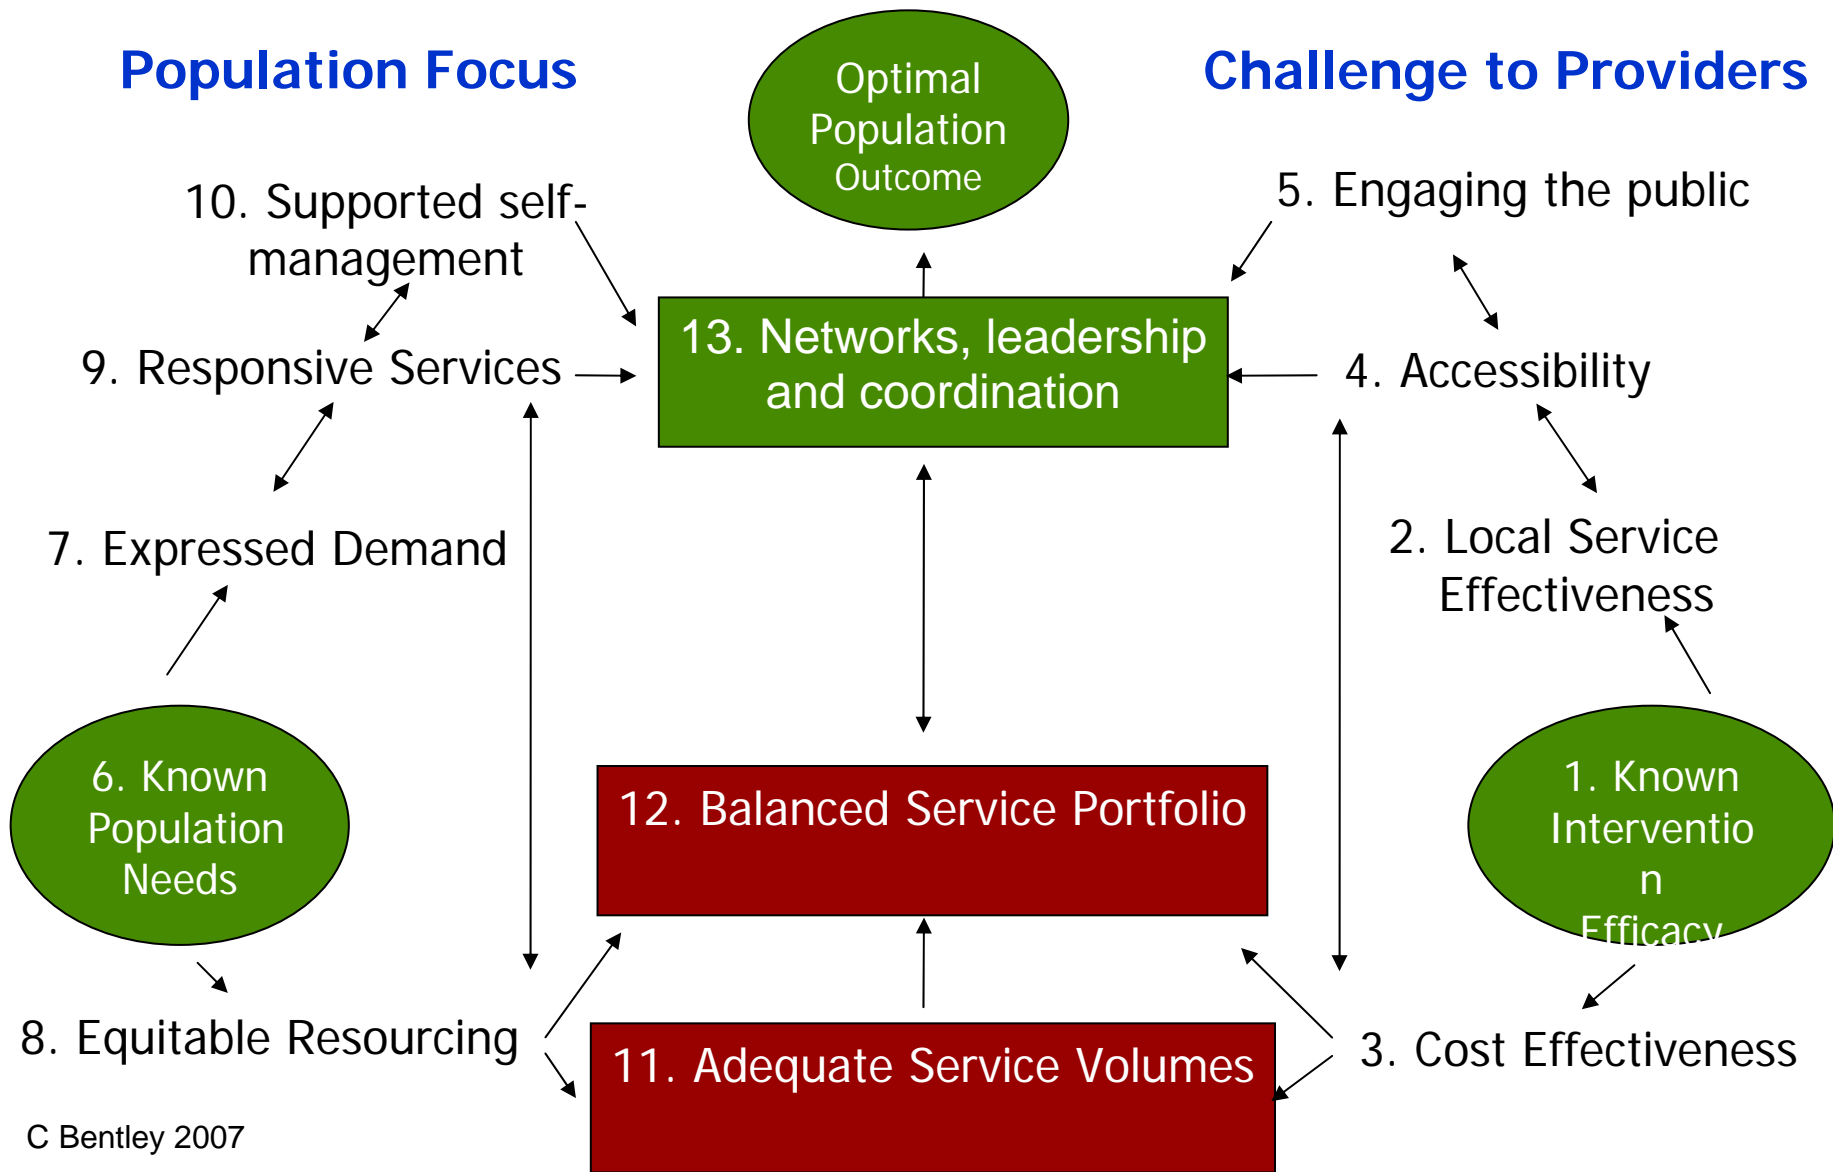 Population Focus
Challenge to Providers
Optimal
Population
Outcome
10. Supported self-
management
5. Engaging the public
13. Networks, leadership
and coordination
9. Responsive Services
4. Accessibility
7. Expressed Demand
2. Local Service
Effectiveness
6. Known
Population
Needs
12. Balanced Service Portfolio
1. Known
Interventio
n
Efficacy
8. Equitable Resourcing
11. Adequate Service Volumes
3. Cost Effectiveness
C Bentley 2007